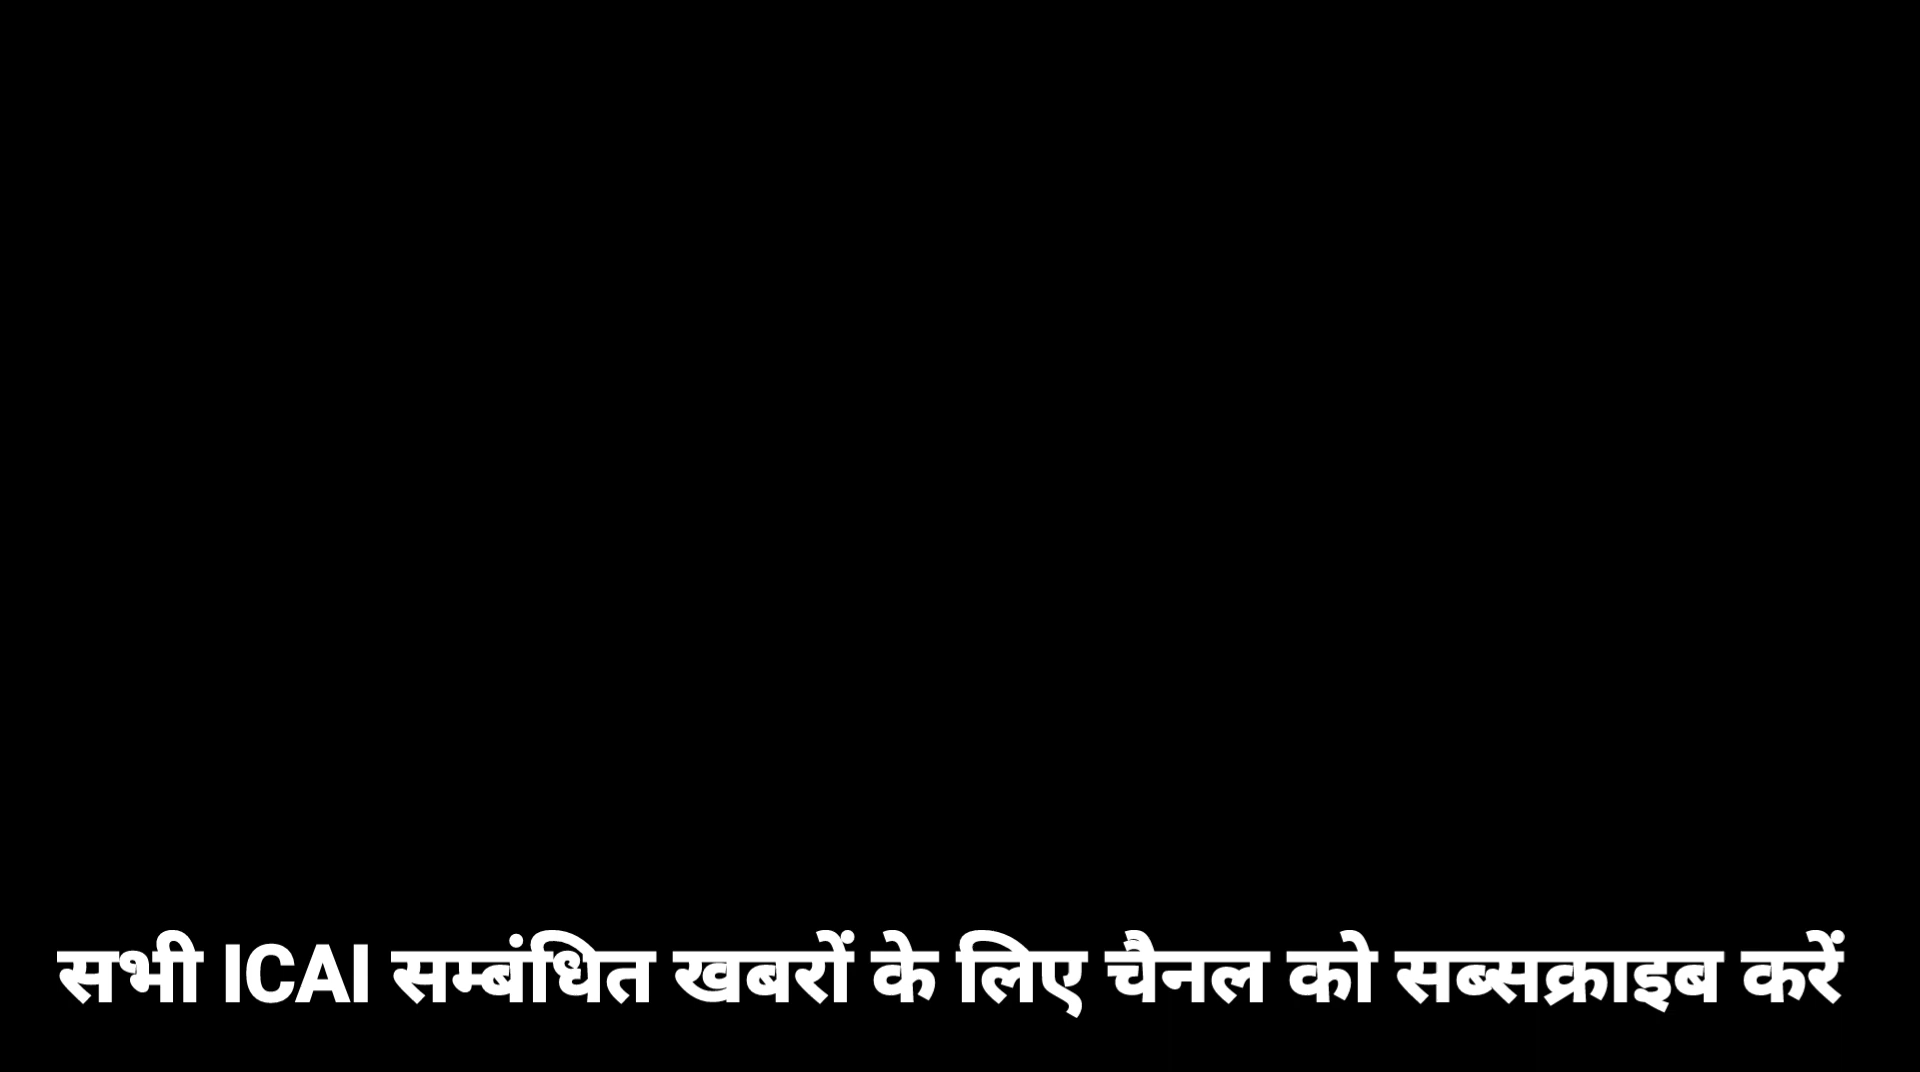 सभी ICAI सम्बंधित खबरों के लिए चैनल को सब्सक्राइब करें